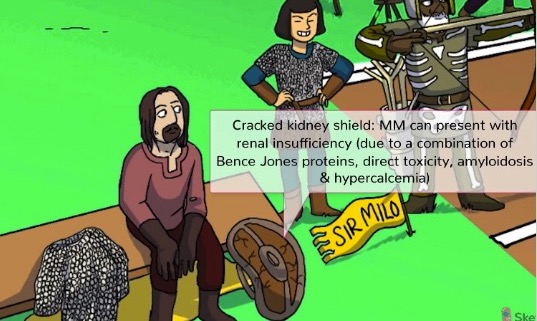 Cracked kidney shield: MM can present with
renal insufficiency (due to a combination of
Bence Jones proteins, direct toxicity, amyloidosis
& hypercalcemia)
SIR MILO
Ske